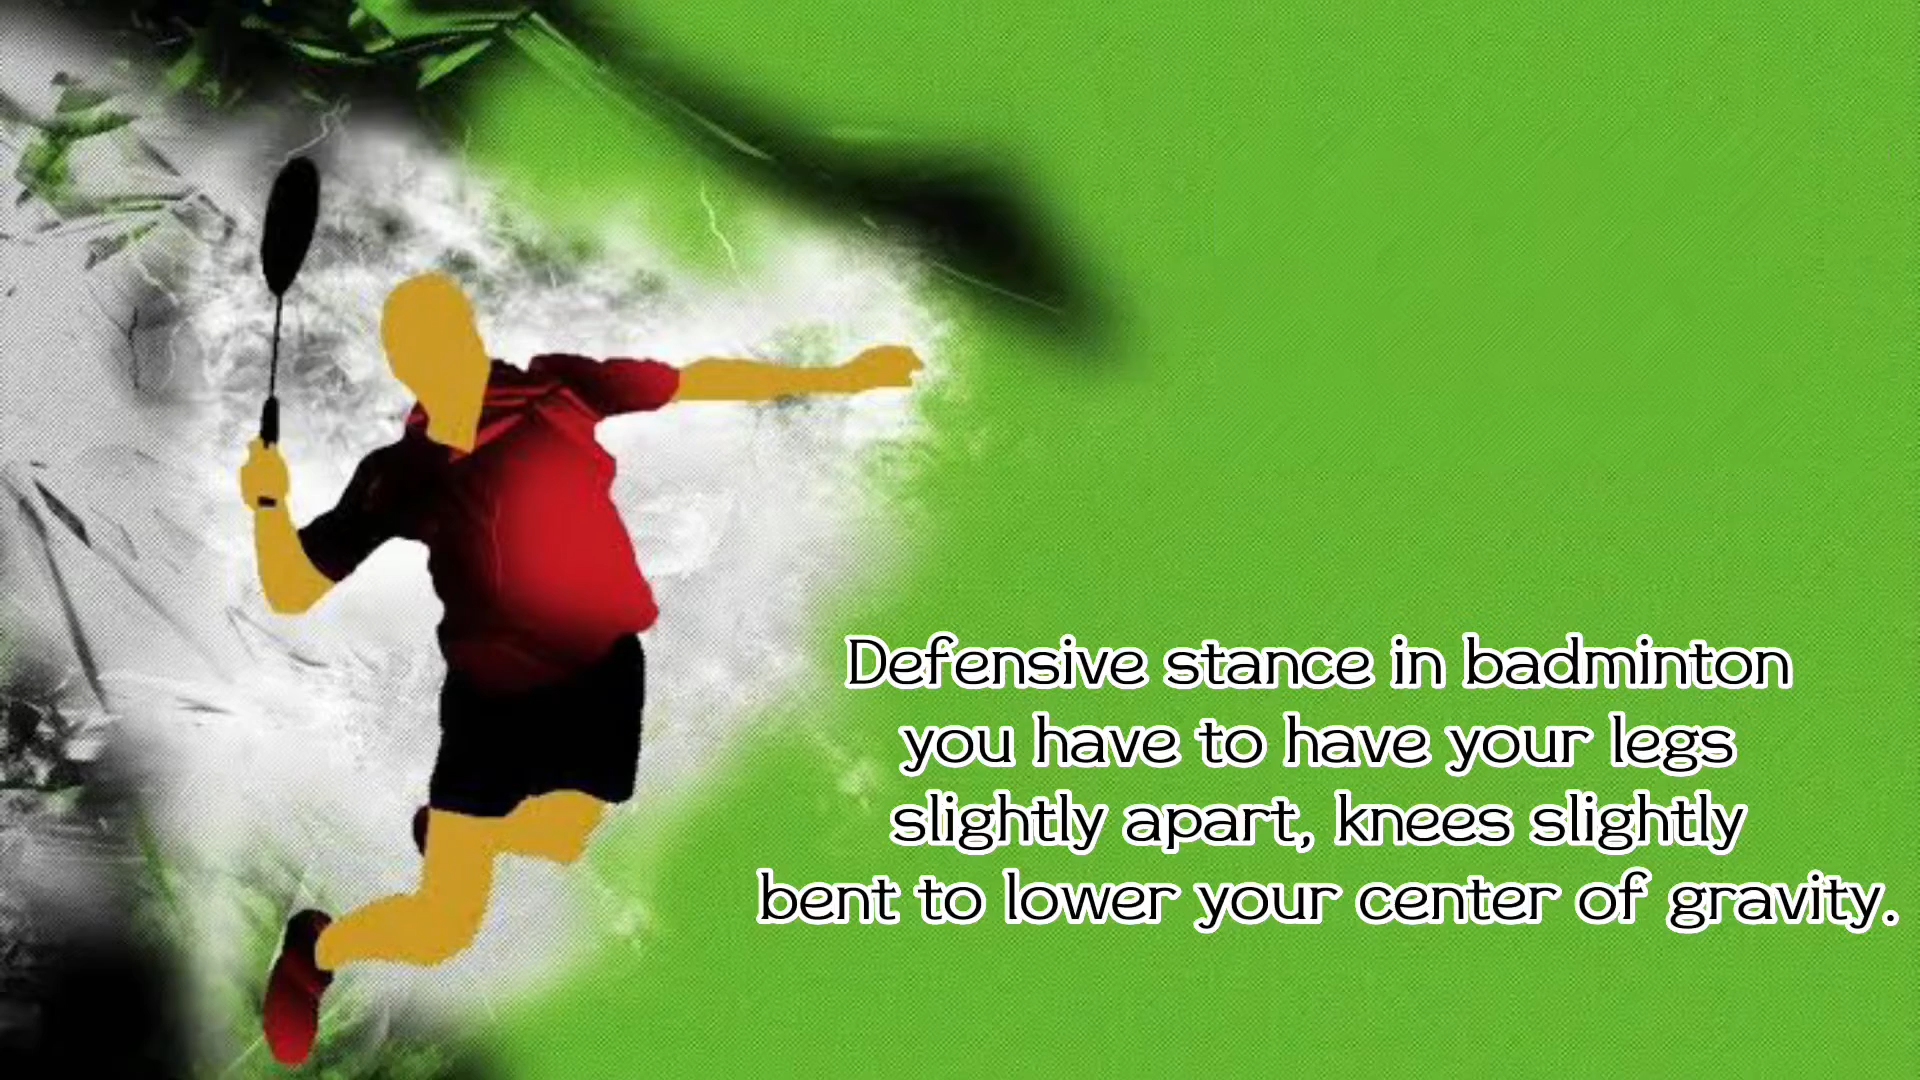 Defensive stance in badminton
you have to have your legs
slightly apart, knees slightly
bent to lower your center of gravity.